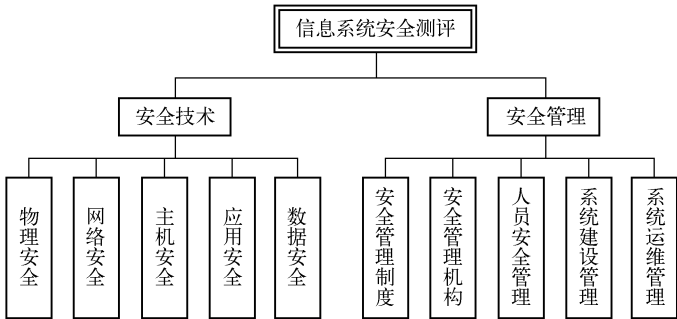 信息系统安全测评
安全技术
安全管理
物理安全
网络安全
主机安全
应用安全
数据安全
安全管理制度
安全管理机构
人员安全管理
系统建设管理
系统运维管理